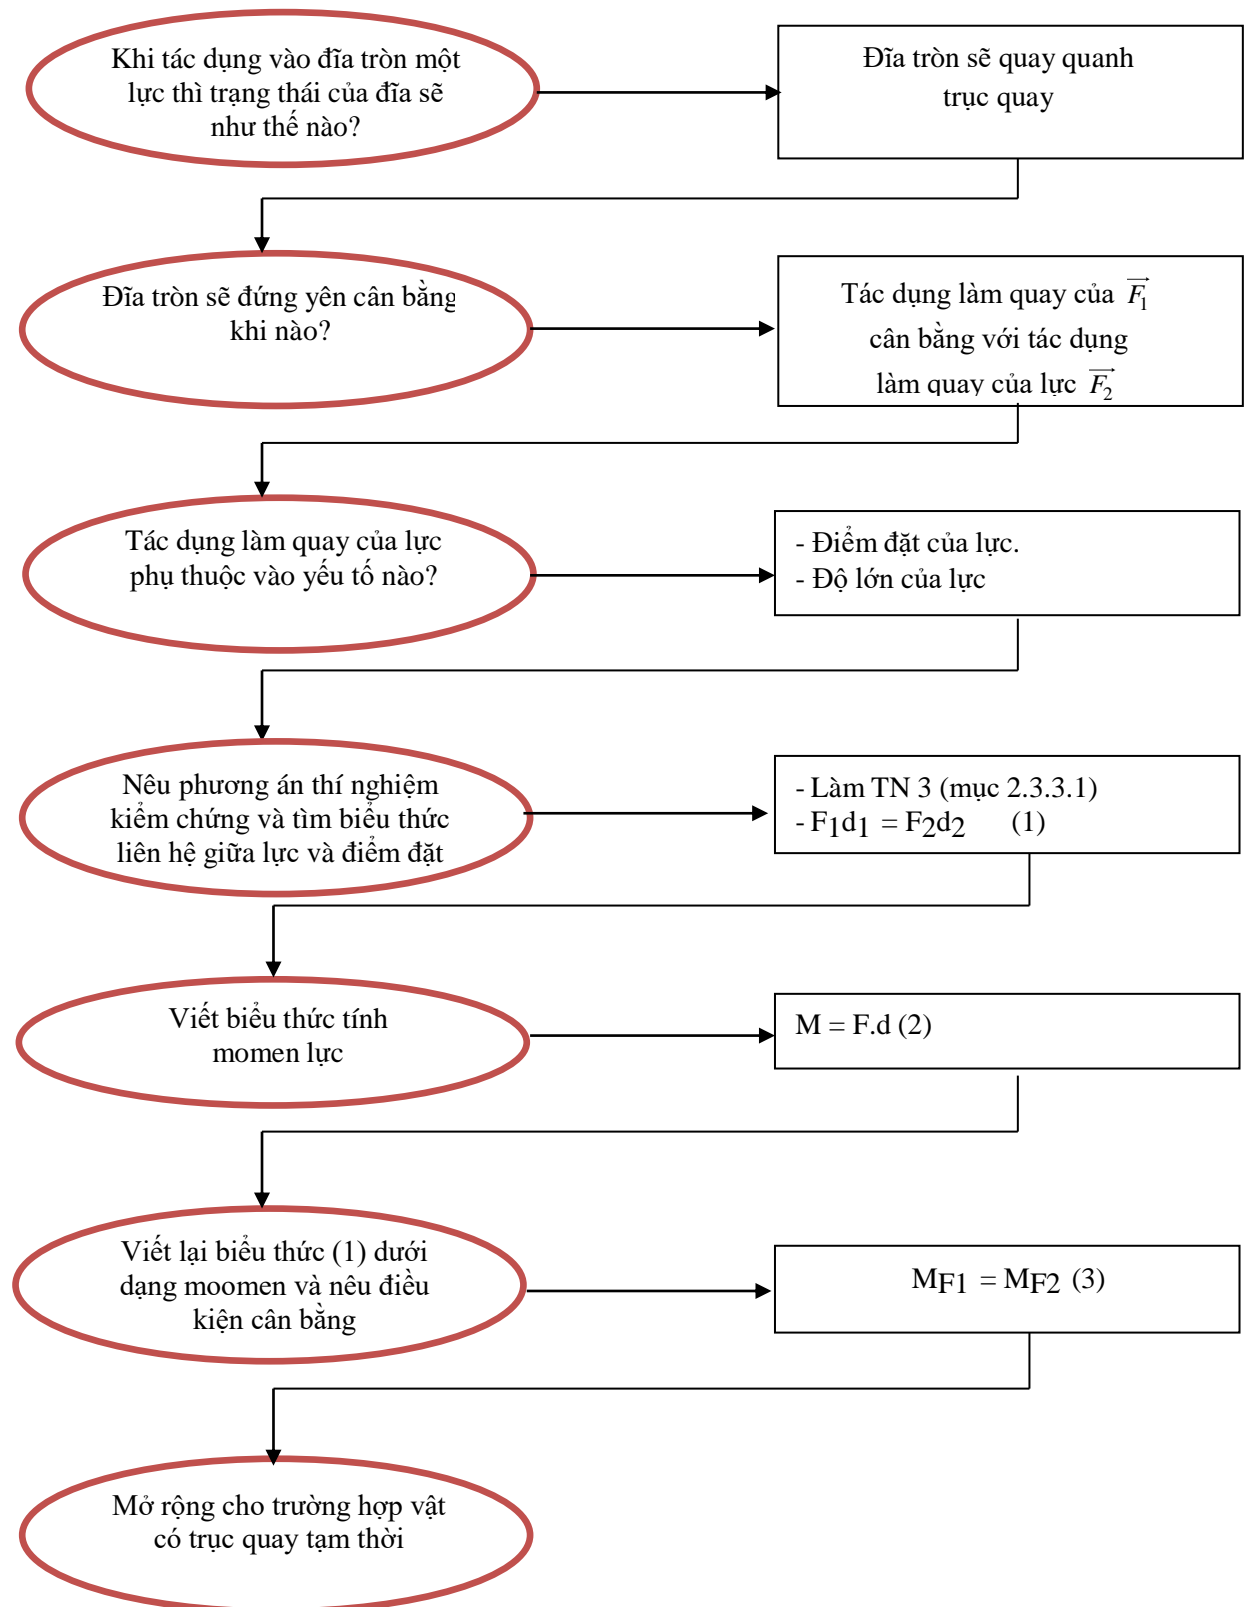 Khi tác dụng vào đĩa tròn một
lực thì trạng thái của đĩa sẽ
như thế nào?
Đĩa tròn sẽ quay quanh
trục quay
Đĩa tròn sẽ đứng yên cân bằng
khi nào?
Tác dụng làm quay của F₁
cân bằng với tác dụng
làm quay của lực F₂
Tác dụng làm quay của lực
phụ thuộc vào yếu tố nào?
- Điểm đặt của lực.
- Độ lớn của lực
Nêu phương án thí nghiệm
kiểm chứng và tìm biểu thức
liên hệ giữa lực và điểm đặt
- Làm TN 3 (mục 2.3.3.1)
- F1d1 = F2d2 (1)
Viết biểu thức tính
momen lực
M = F.d (2)
Viết lại biểu thức (1) dưới
dạng moomen và nêu điều
kiện cân bằng
MF1 = MF2 (3)
Mở rộng cho trường hợp vật
có trục quay tạm thời